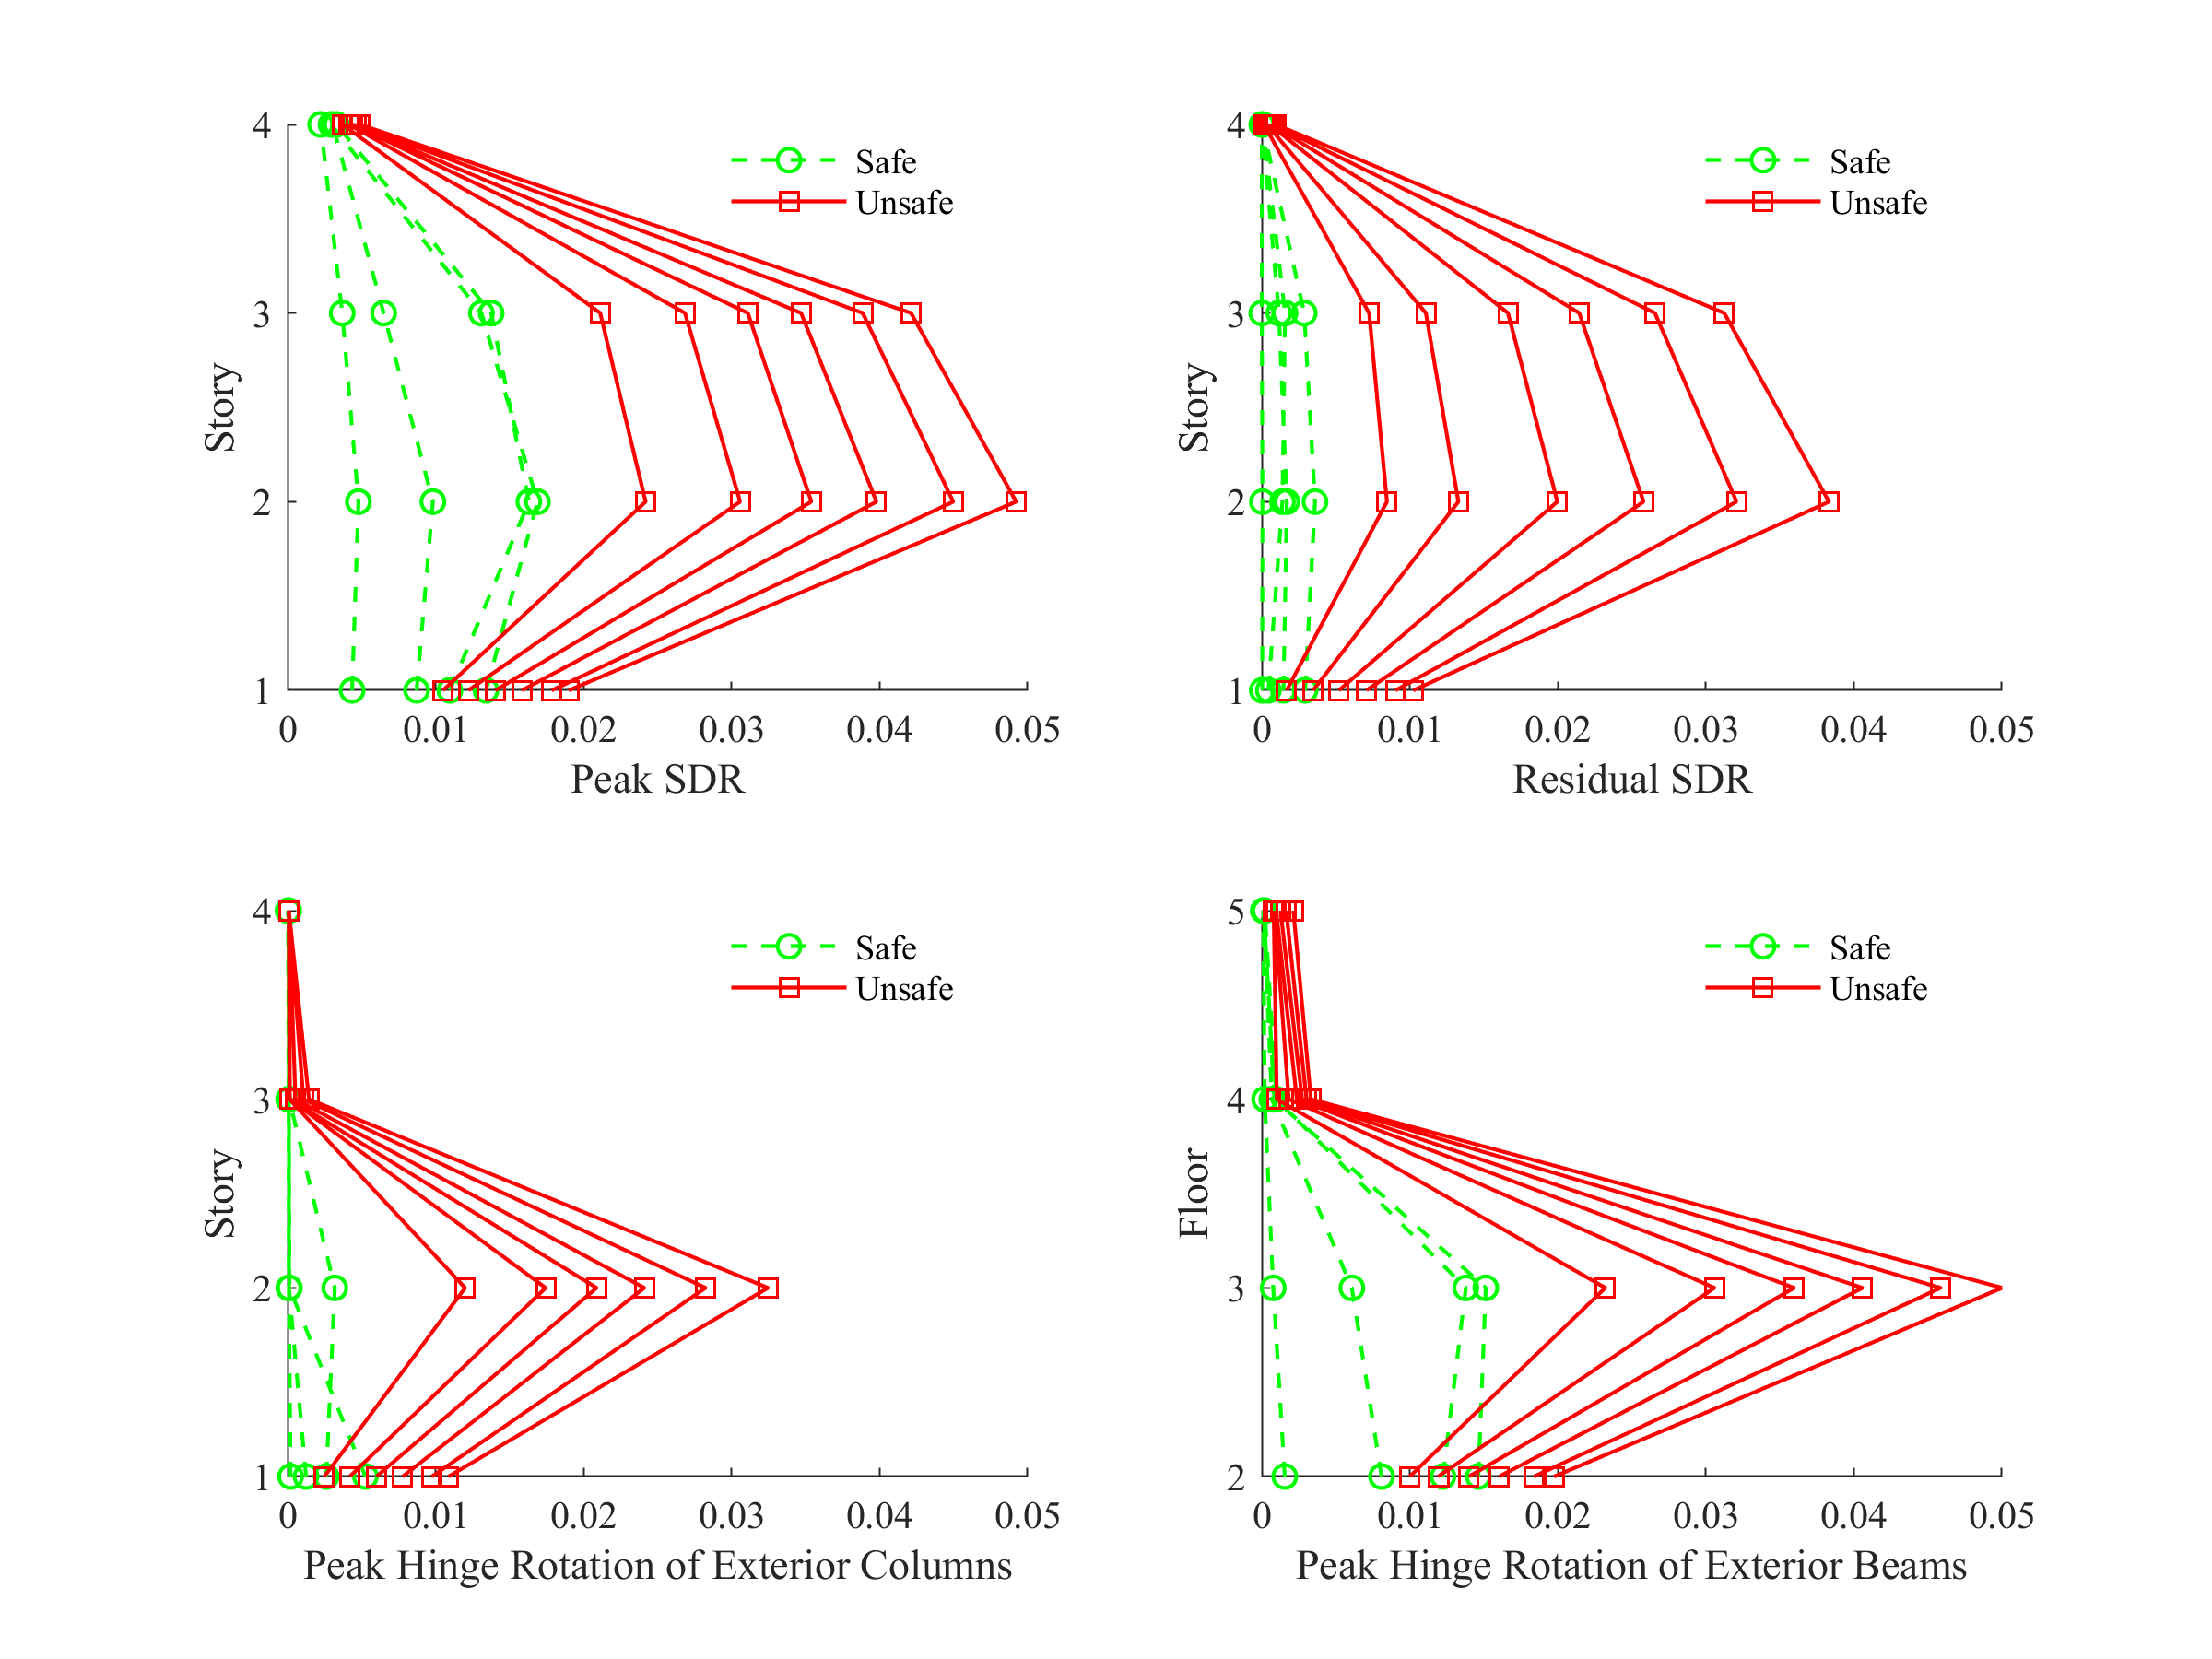 4
3
2
1
Story
0 0.01 0.02 0.03 0.04 0.05
Peak SDR
Safe
Unsafe
4
3
2
1
Story
0 0.01 0.02 0.03 0.04 0.05
Residual SDR
Safe
Unsafe
4
3
2
1
Story
0 0.01 0.02 0.03 0.04 0.05
Peak Hinge Rotation of Exterior Columns
Safe
Unsafe
5
4
3
2
Floor
0 0.01 0.02 0.03 0.04 0.05
Peak Hinge Rotation of Exterior Beams
Safe
Unsafe